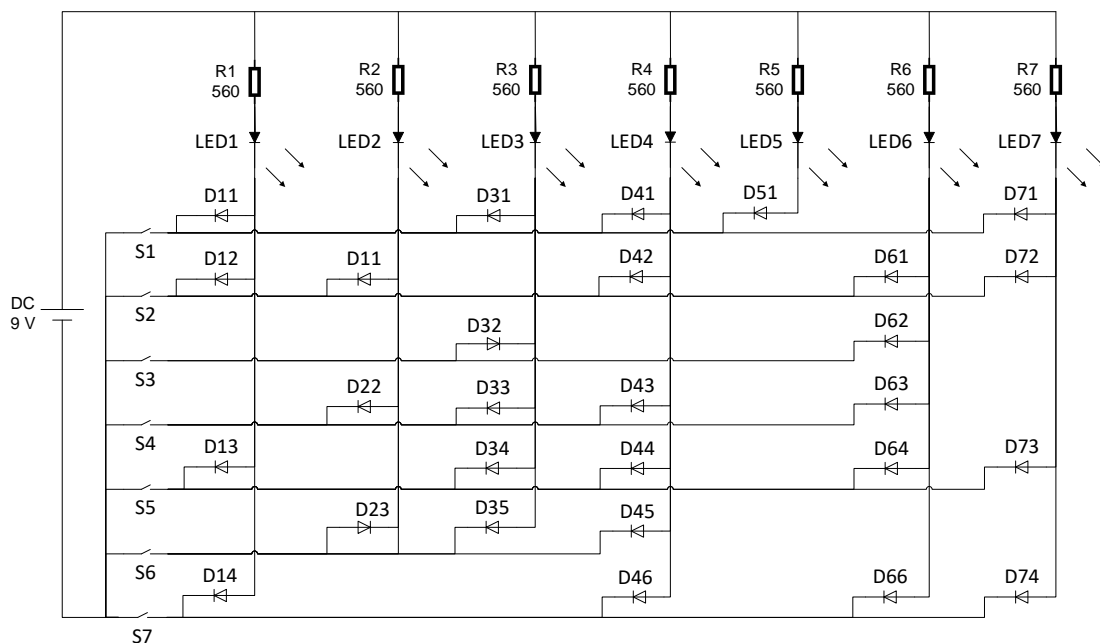 R1
560
R2
560
R3
560
R4
560
R5
560
R6
560
R7
560
LED1
LED2
LED3
LED4
LED5
LED6
LED7
D11
D31
D41
D51
D71
S1
D12
D11
D42
D61
D72
DC
9 V
S2
D32
D62
S3
D22
D33
D43
D63
S4
D13
D34
D44
D64
D73
S5
D23
D35
D45
S6
D14
D46
D66
D74
S7